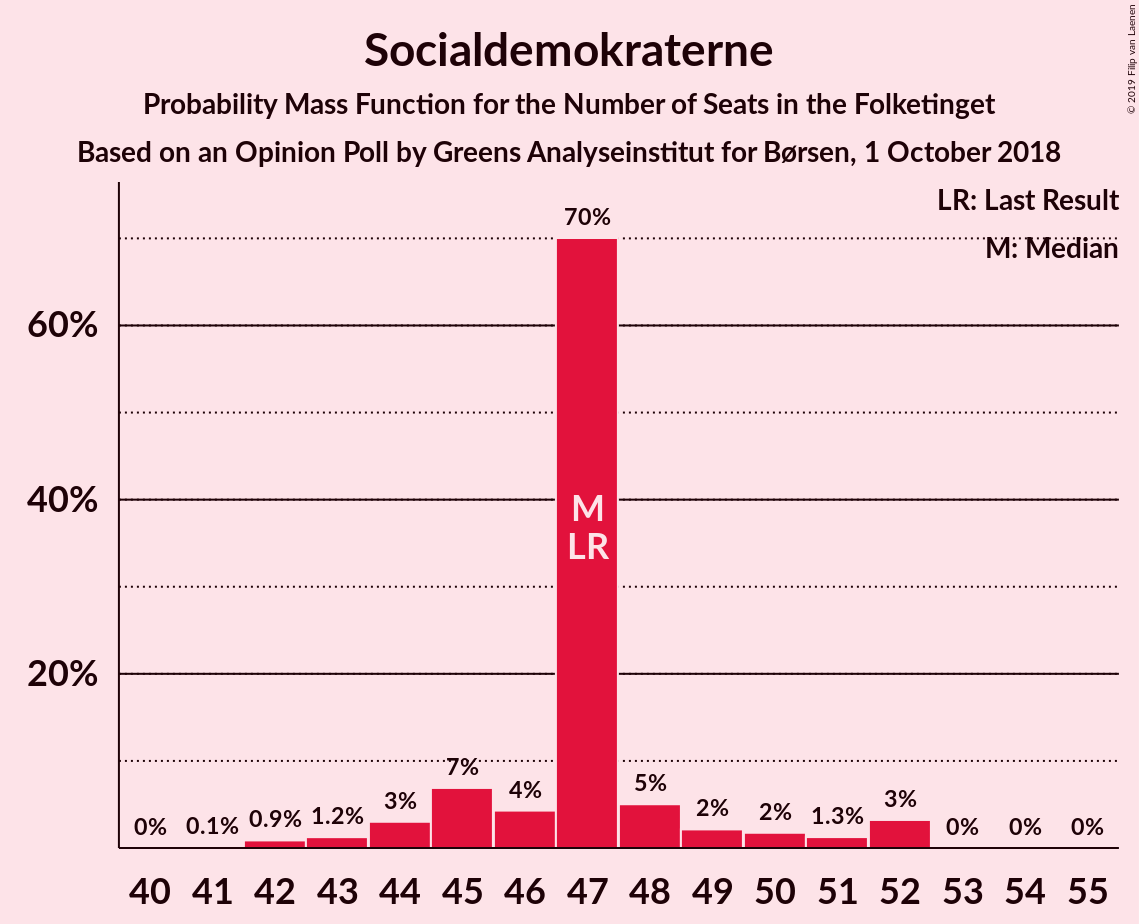 Socialdemokraterne
Probability Mass Function for the Number of Seats in the Folketinget
Based on an Opinion Poll by Greens Analyseinstitut for Børsen, 1 October 2018
© 2019 Filip van Laenen
LR: Last Result
M: Median
60%
40%
20%
0%
0.1%
0.9%
1.2%
3%
7%
4%
70%
M
LR
5%
2%
2%
1.3%
3%
0%
0%
0%
40 41 42 43 44 45 46 47 48 49 50 51 52 53 54 55